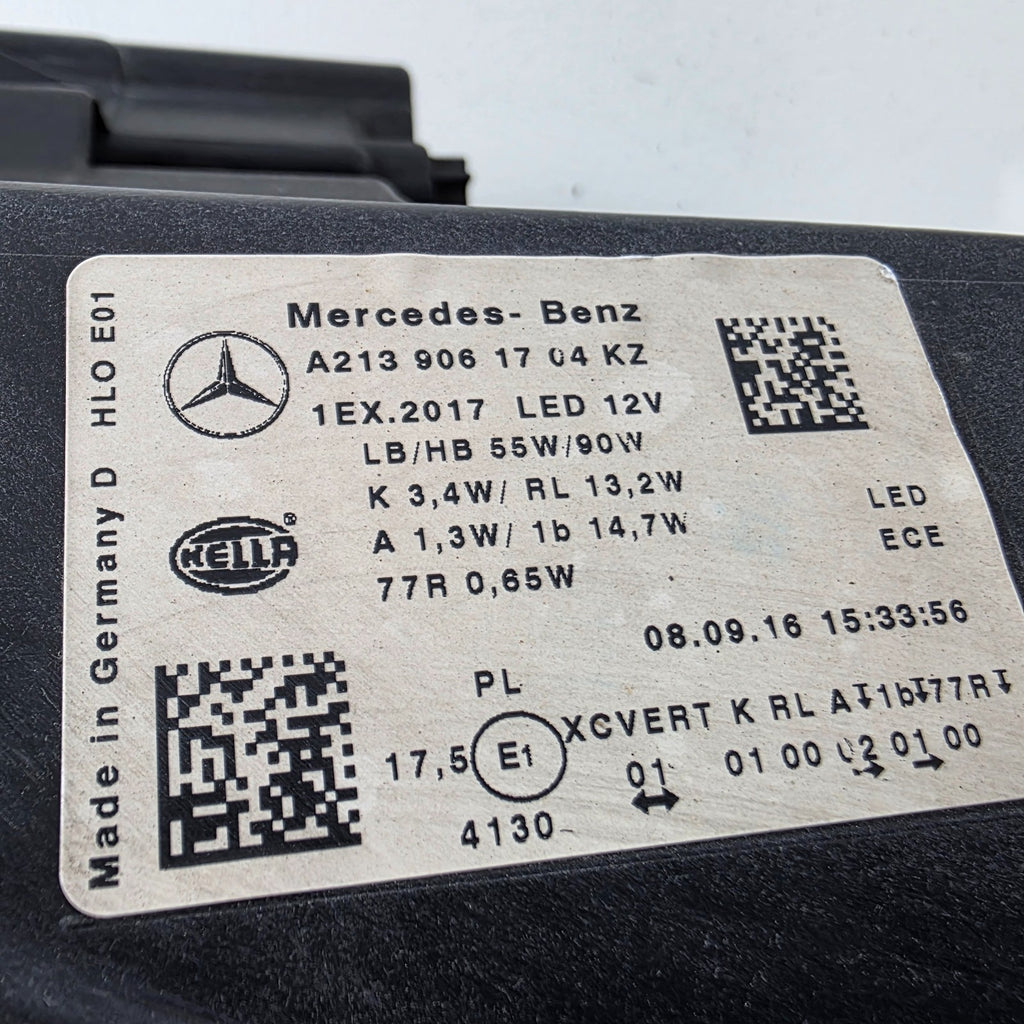 Mercedes- Benz
A213 906 17 04 KZ
1EX.2017 LED 12V
LB/HB 55W/90W
K 3,4W/ RL 13,2W
A 1,3W/ 1b 14,7W
77R 0,65W
HELLA®
LED
ECE
08.09.16 15:33:56
PL
XCVERT K RL A↧1b↧77R↧
17,5 E1 01 01 00 02 01 00
4130
Made in Germany D HLO E01